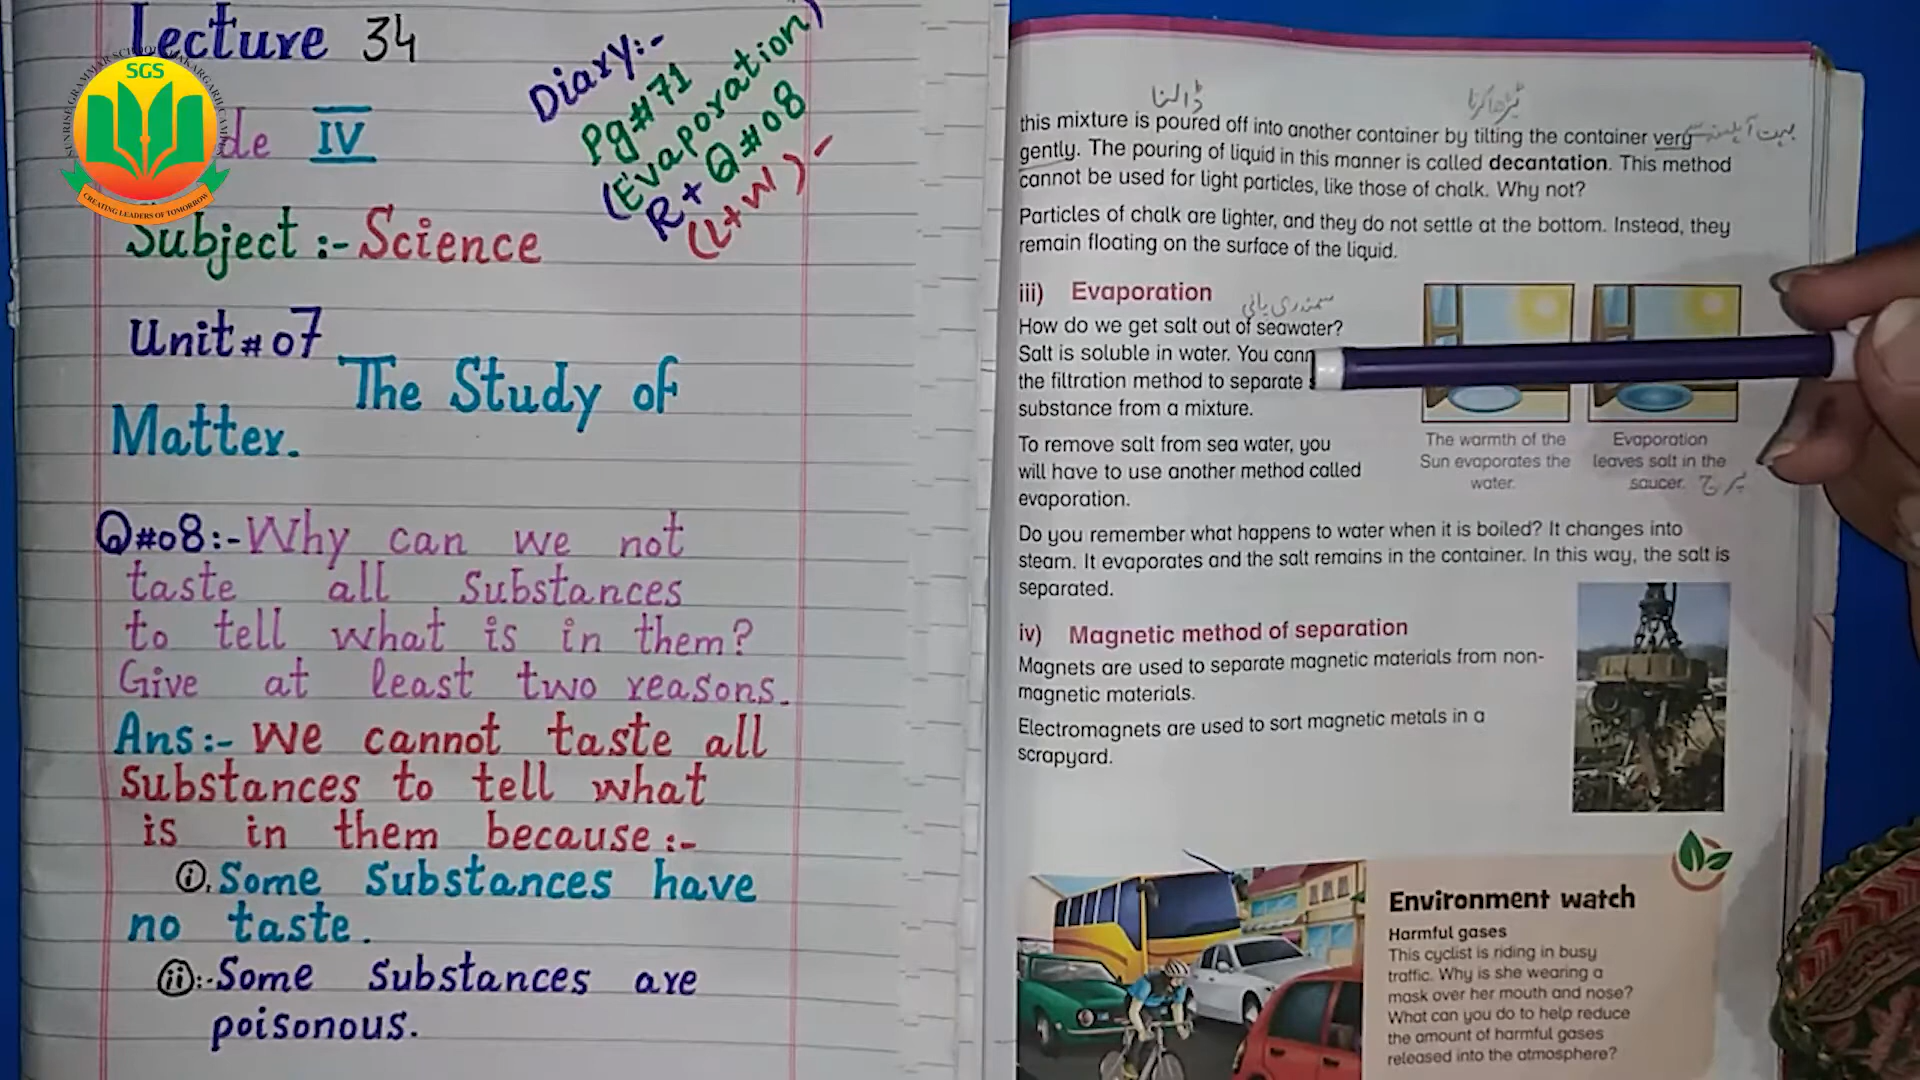 Lecture 34
SGS
SUNRISE GRAMMAR SCHOOL
CREATING LEADERS OF TOMORROW
de IV
Subject :- Science
Unit# 07
The Study of
Matter.
Diary:-
Pg#71
(Evaporation)
R+Q#08
(L+W)-
Q#08:- Why can we not
taste all substances
to tell what is in them?
Give at least two reasons.
Ans:- We cannot taste all
substances to tell what
is in them because :-
(i). Some substances have
no taste.
(ii):- Some substances are
poisonous.
ڈالنا
this mixture is poured off into another container by tilting the container very
gently. The pouring of liquid in this manner is called decantation. This method
cannot be used for light particles, like those of chalk. Why not?
Particles of chalk are lighter, and they do not settle at the bottom. Instead, they
remain floating on the surface of the liquid.
iii) Evaporation
سمندری پانی
How do we get salt out of seawater?
Salt is soluble in water. You
the filtration method to separate
substance from a mixture.
To remove salt from sea water, you
will have to use another method called
evaporation.
The warmth of the
Sun evaporates the
water.
Evaporation
leaves salt in the
saucer.
Do you remember what happens to water when it is boiled? It changes into
steam. It evaporates and the salt remains in the container. In this way, the salt is
separated.
iv) Magnetic method of separation
Magnets are used to separate magnetic materials from non-
magnetic materials.
Electromagnets are used to sort magnetic metals in a
scrapyard.
Environment watch
Harmful gases
This cyclist is riding in busy
traffic. Why is she wearing a
mask over her mouth and nose?
What can you do to help reduce
the amount of harmful gases
released into the atmosphere?